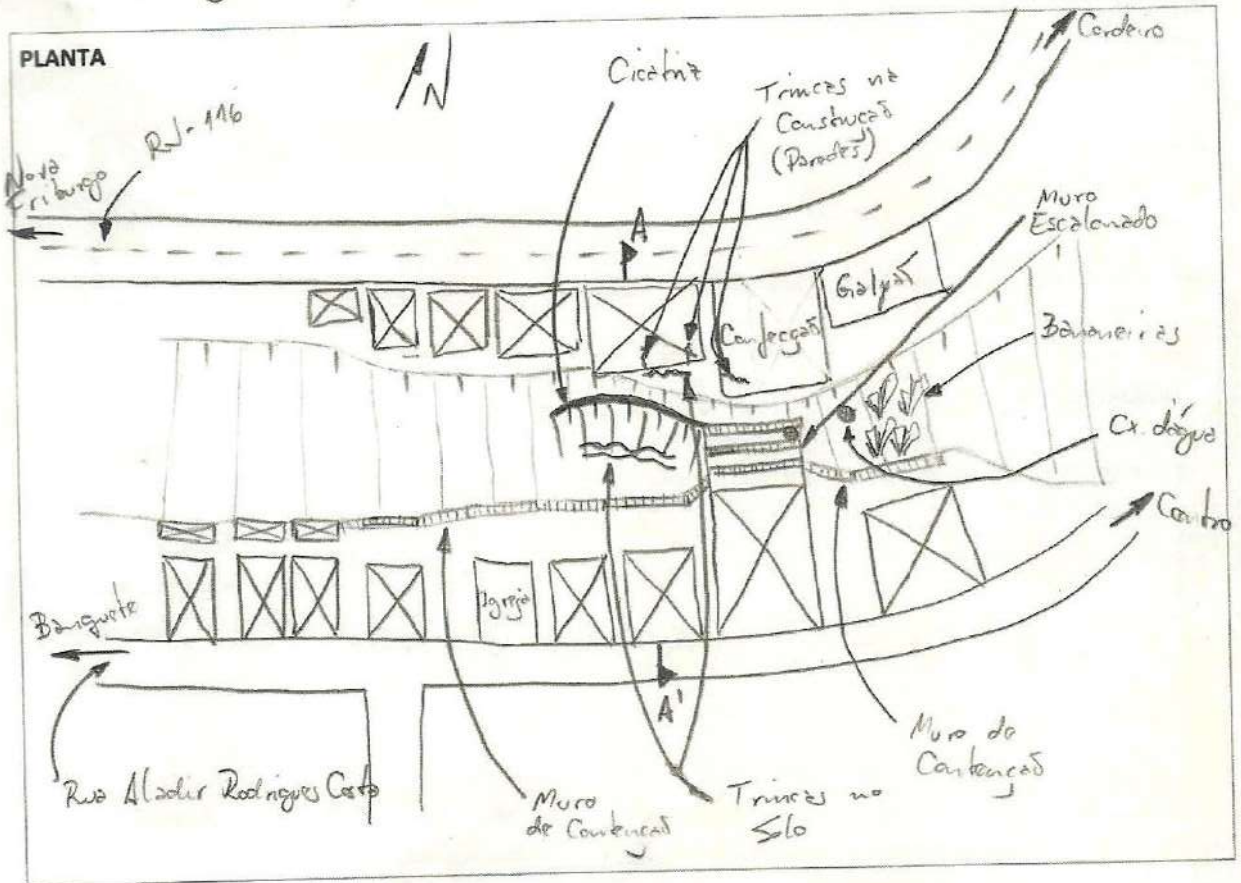 PLANTA
N
Cordeiro
Cicatriz
Trincas na
Construção
(Paredes)
RJ-116
Nova
Friburgo
Muro
Escalonado
A
Galpão
Confecção
Bananeiras
Cx. d'água
Centro
Igreja
Banquete
A'
Rua Aladir Rodrigues Costa
Muro
de Contenção
Trincas no
Solo
Muro de
Contenção